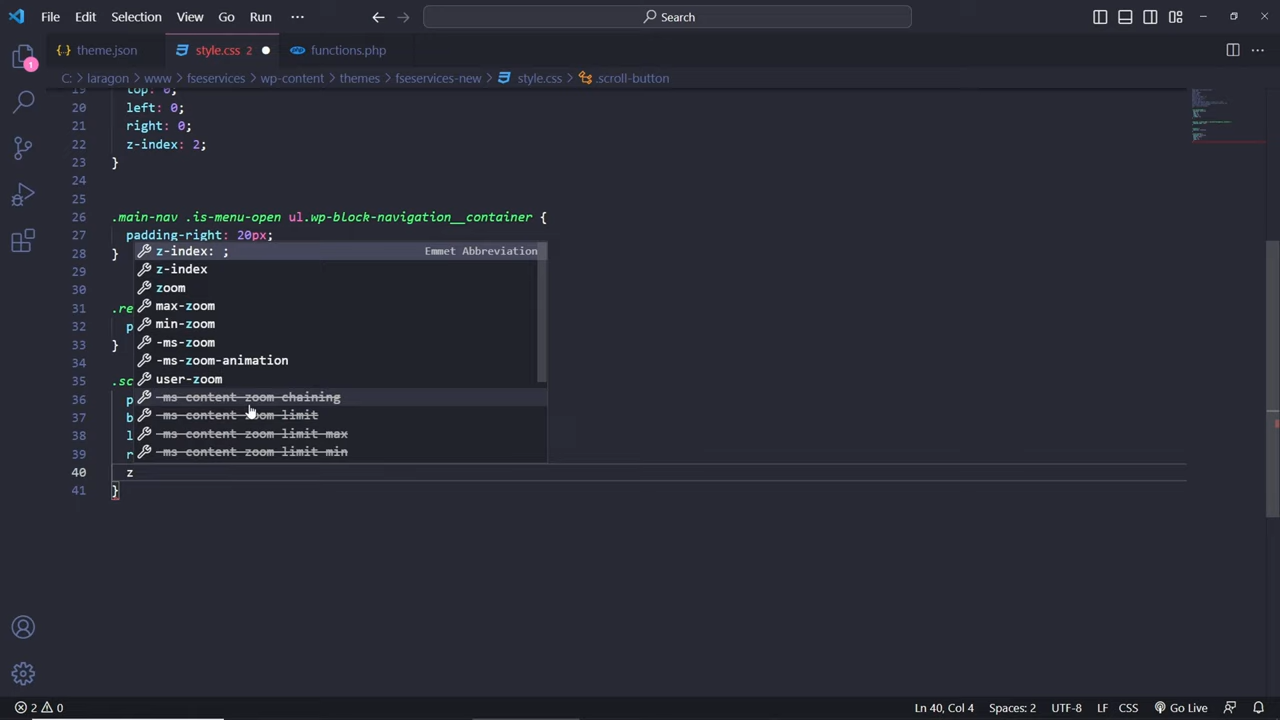 File Edit Selection View Go Run ··· Search
1
theme.json style.css 2 functions.php
C: > laragon > www > fseservices > wp-content > themes > fseservices-new > style.css > .scroll-button
19 top: 0;
20 left: 0;
21 right: 0;
22 z-index: 2;
23 }
24
25
26 .main-nav .is-menu-open ul.wp-block-navigation__container {
27 padding-right: 20px;
28 }
29
30
31 .re
32 p
33 }
34
35 .sc
36 p
37 b
38 l
39 r
40 z
41 }
z-index: ; Emmet Abbreviation
z-index
zoom
max-zoom
min-zoom
-ms-zoom
-ms-zoom-animation
user-zoom
-ms-content-zoom-chaining
-ms-content-zoom-limit
-ms-content-zoom-limit-max
-ms-content-zoom-limit-min
2 0 Ln 40, Col 4 Spaces: 2 UTF-8 LF CSS Go Live